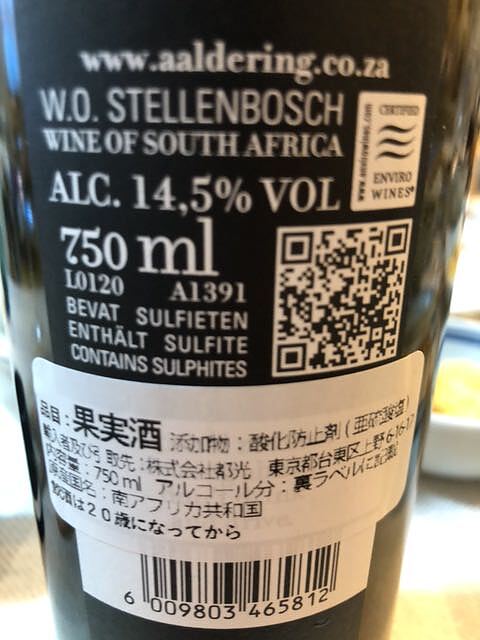 www.aaldering.co.za
W.O. STELLENBOSCH
WINE OF SOUTH AFRICA
ALC. 14,5% VOL
CERTIFIED
ENVIRO
WINES
750 ml
L0120 A1391
BEVAT SULFIETEN
ENTHÄLT SULFITE
CONTAINS SULPHITES
品目：果実酒 添加物：酸化防止剤（亜硫酸塩）
輸入者及び引取先：株式会社都光 東京都台東区上野6-16-17
内容量：750ml アルコール分：裏ラベルに記載
原産国名：南アフリカ共和国
飲酒は20歳になってから
6 009803 465812